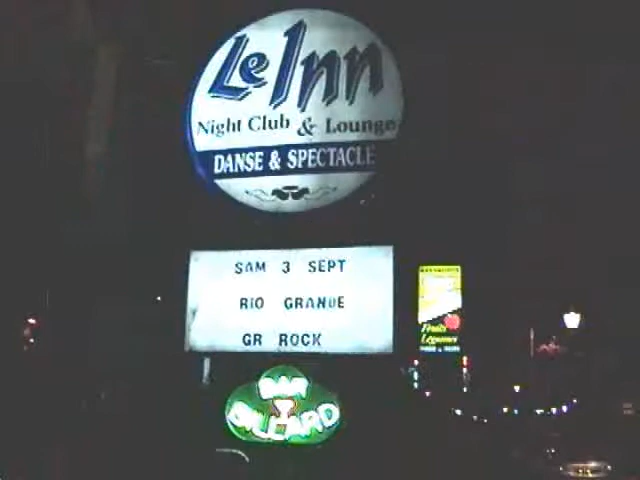 Le Inn
Night Club & Lounge
DANSE & SPECTACLE
SAM 3 SEPT
RIO GRANDE
GR ROCK
BAR
BILLARD
Fruits
Légumes